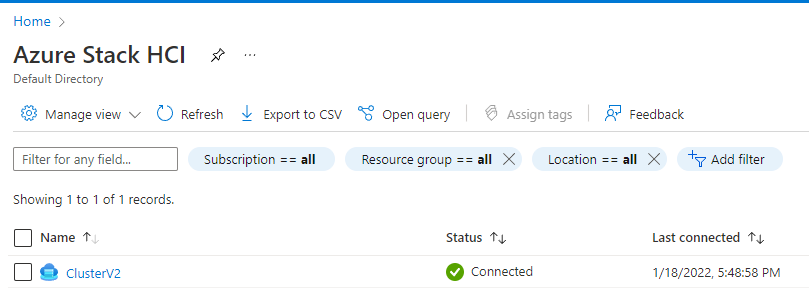 Home
Azure Stack HCI ...
Default Directory
Manage view Refresh Export to CSV Open query Assign tags Feedback
Filter for any field... Subscription == all Resource group == all Location == all Add filter
Showing 1 to 1 of 1 records.
Name Status Last connected
ClusterV2 Connected 1/18/2022, 5:48:58 PM